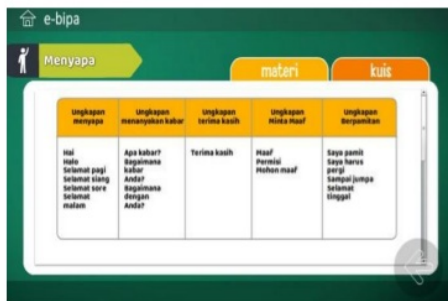 e-bipa
Menyapa
materi
kuis
Ungkapan
menyapa
Ungkapan
menanyakan kabar
Ungkapan
terima kasih
Ungkapan
Minta Maaf
Ungkapan
Berpamitan
Hai
Halo
Selamat pagi
Selamat siang
Selamat sore
Selamat
malam
Apa kabar?
Bagaimana
kabar
Anda?
Bagaimana
dengan
Anda?
Terima kasih
Maaf
Permisi
Mohon maaf
Saya pamit
Saya harus
pergi
Sampai jumpa
Selamat
tinggal